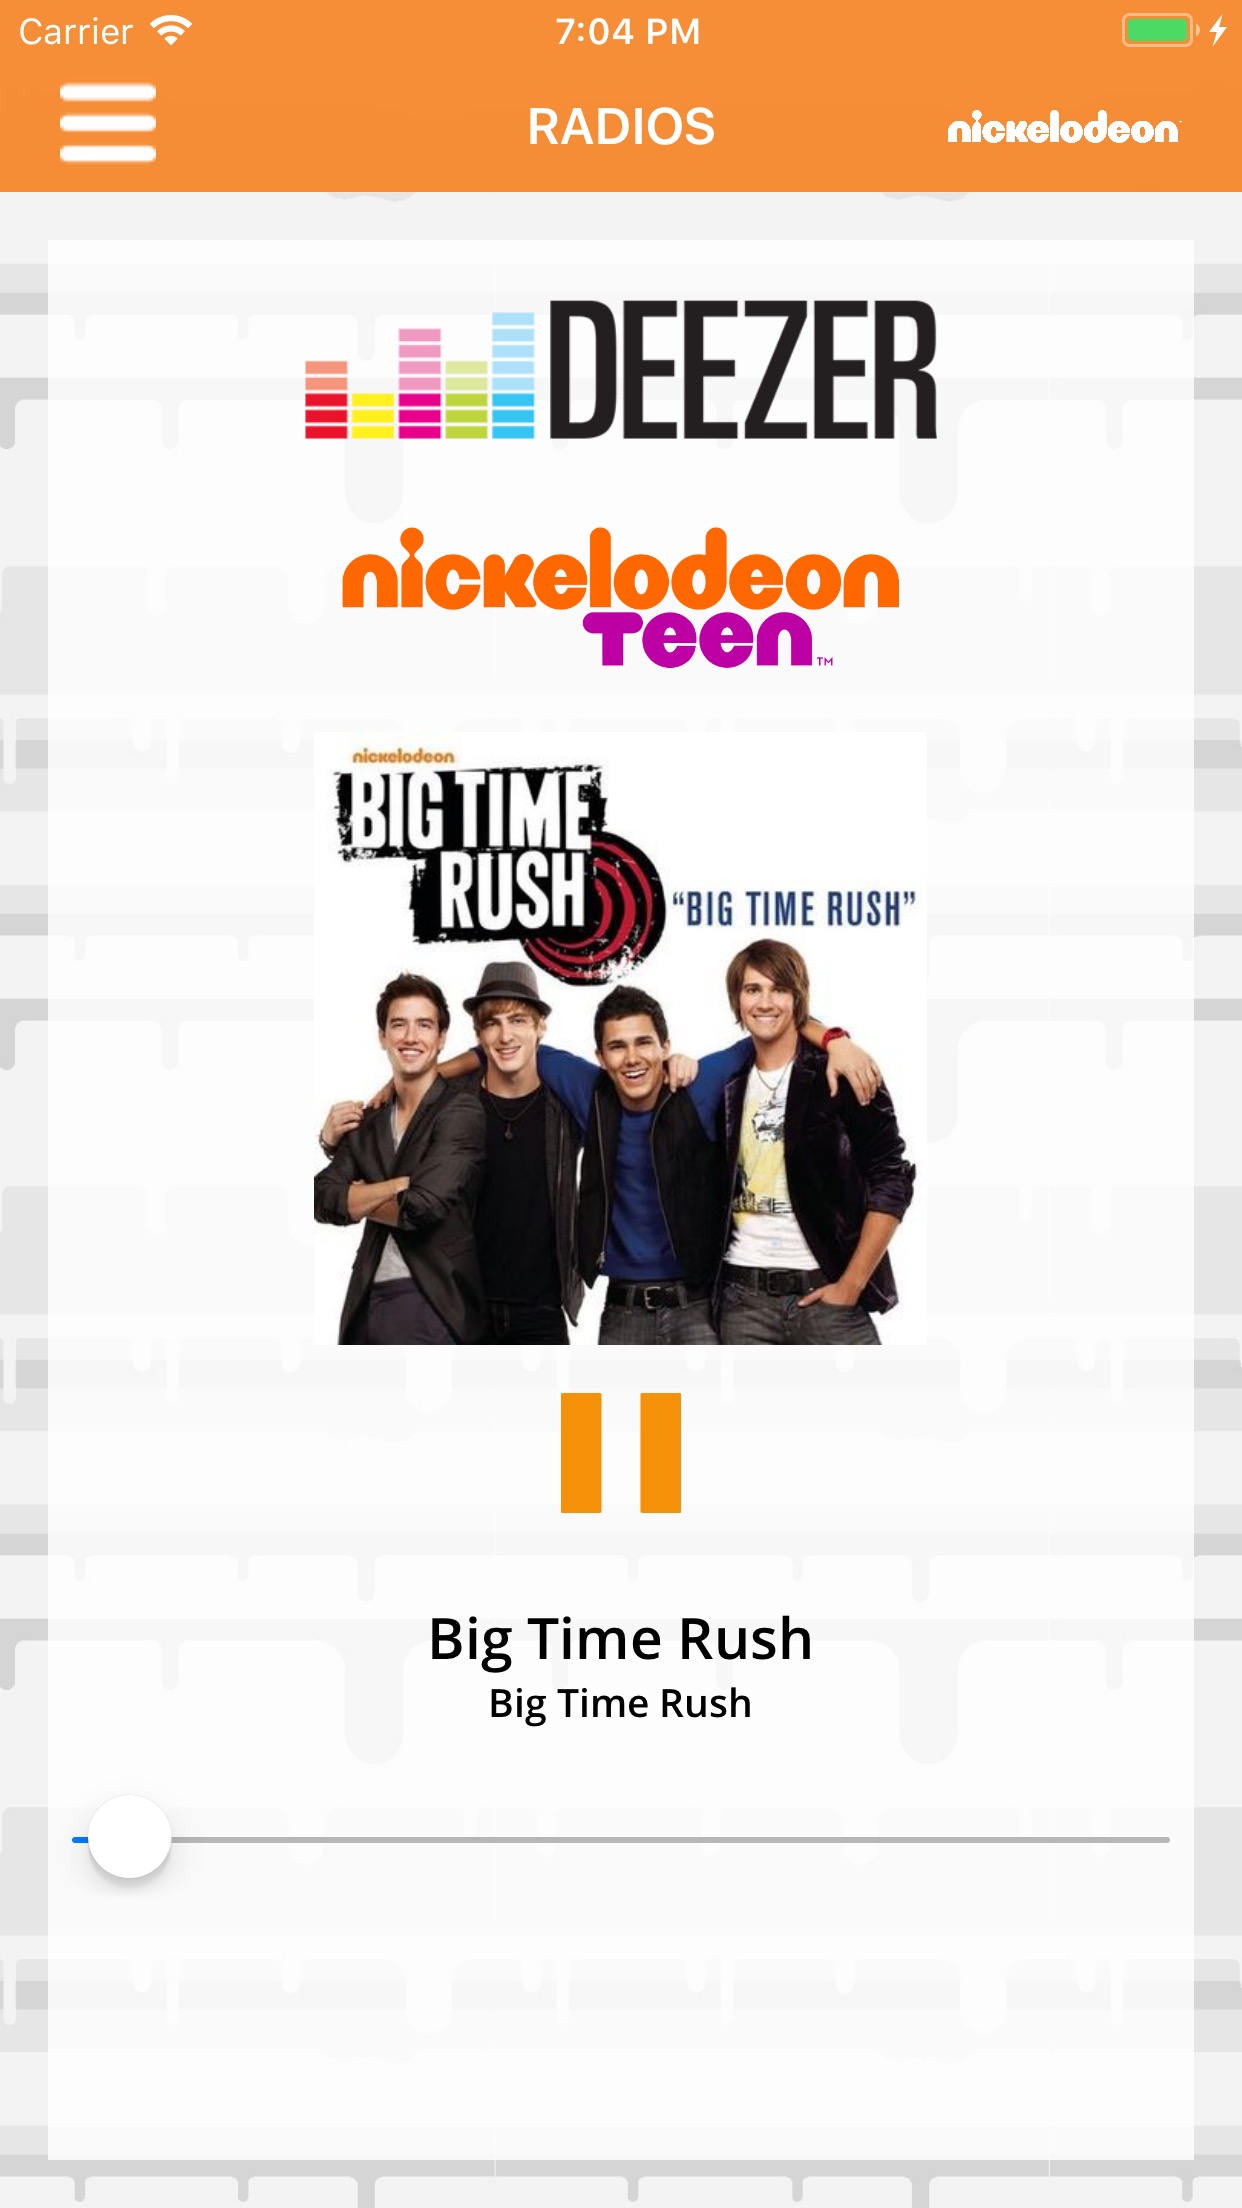 Carrier
7:04 PM
RADIOS
nickelodeon
DEEZER
nickelodeon
Teen™
nickelodeon
BIG TIME
RUSH
“BIG TIME RUSH”
Big Time Rush
Big Time Rush